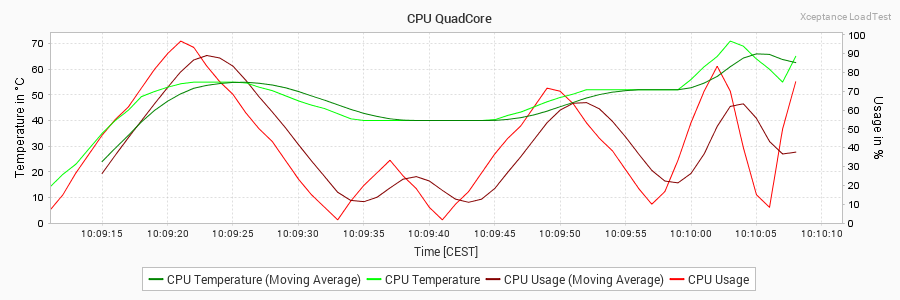 CPU QuadCore
Xceptance LoadTest
Temperature in °C
70
60
50
40
30
20
10
0
100
90
80
70
60
50
40
30
20
10
0
Usage in %
10:09:15 10:09:20 10:09:25 10:09:30 10:09:35 10:09:40 10:09:45 10:09:50 10:09:55 10:10:00 10:10:05 10:10:10
Time [CEST]
CPU Temperature (Moving Average) CPU Temperature CPU Usage (Moving Average) CPU Usage